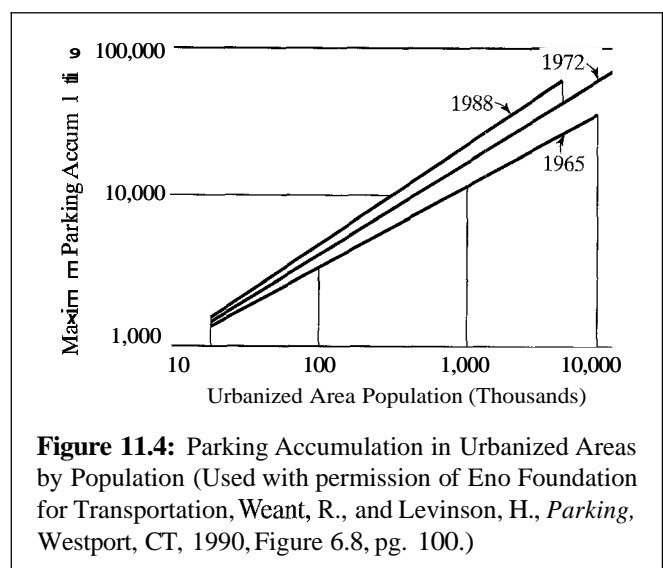 100,000
1972
1988
Parking
10,000
1965
1,000
10 100 1,000 10,000
Urbanized Area Population (Thousands)
Figure 11.4: Parking Accumulation in Urbanized Areas
by Population (Used with permission of Eno Foundation
for Transportation, Weant, R., and Levinson, H., Parking,
Westport, CT, 1990, Figure 6.8, pg. 100.)